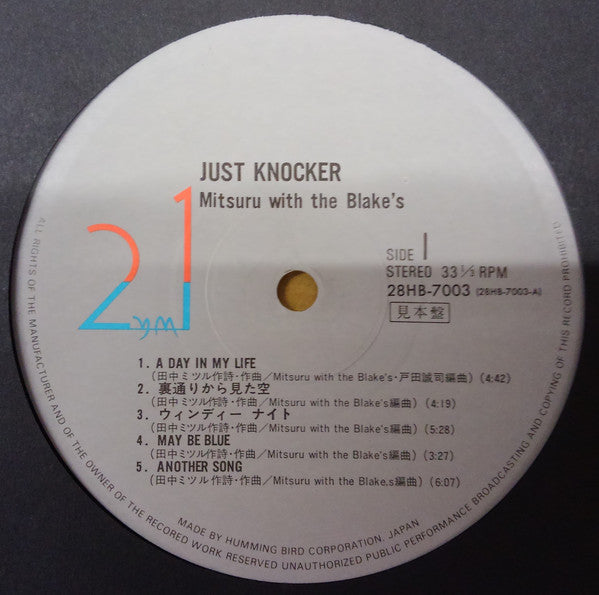 JUST KNOCKER
Mitsuru with the Blake's
21
SIDE 1
STEREO 33 1/3 RPM
28HB-7003 (28HB-7003-A)
見本盤
1. A DAY IN MY LIFE
(田中ミツル作詩・作曲/Mitsuru with the Blake's・戸田誠司編曲) (4:42)
2. 裏通りから見た空
(田中ミツル作詩・作曲/Mitsuru with the Blake's編曲) (4:19)
3. ウィンディー ナイト
(田中ミツル作詩・作曲/Mitsuru with the Blake's編曲) (5:28)
4. MAY BE BLUE
(田中ミツル作詩・作曲/Mitsuru with the Blake's編曲) (3:27)
5. ANOTHER SONG
(田中ミツル作詩・作曲/Mitsuru with the Blake,s編曲) (6:07)
MADE BY HUMMING BIRD CORPORATION, JAPAN
ALL RIGHTS OF THE MANUFACTURER AND OF THE OWNER OF THE RECORED WORK RESERVED UNAUTHORIZED PUBLIC PERFORMANCE BROADCASTING AND COPYING OF THIS RECORD PROHIBITED